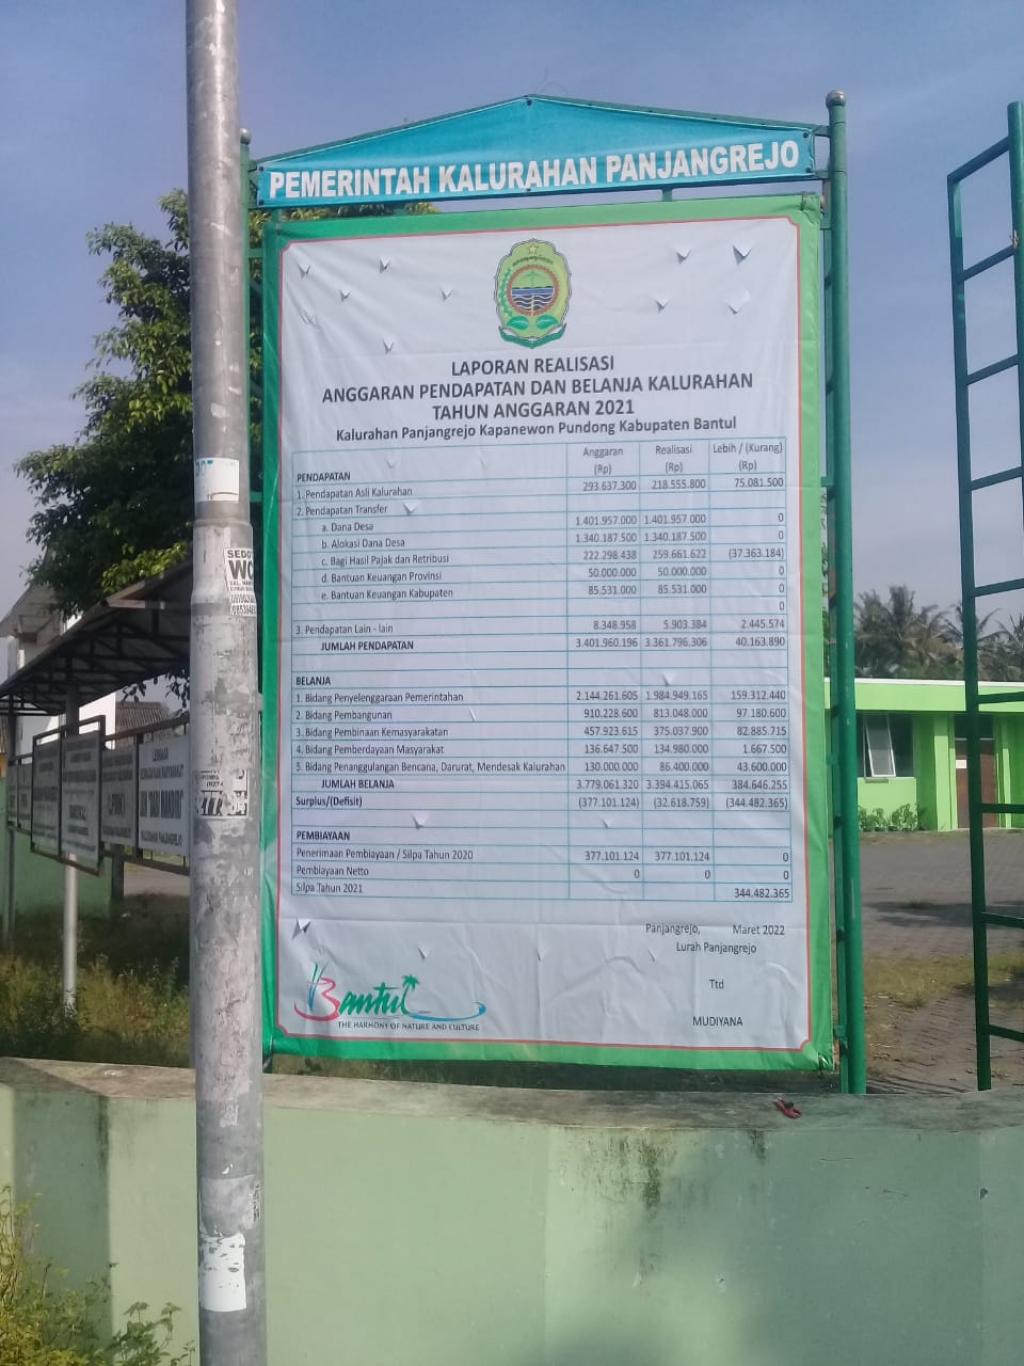 PEMERINTAH KALURAHAN PANJANGREJO
LAPORAN REALISASI
ANGGARAN PENDAPATAN DAN BELANJA KALURAHAN
TAHUN ANGGARAN 2021
Kalurahan Panjangrejo Kapanewon Pundong Kabupaten Bantul
Anggaran (Rp) Realisasi (Rp) Lebih / (Kurang) (Rp)
PENDAPATAN
1. Pendapatan Asli Kalurahan 293.637.300 218.555.800 75.081.500
2. Pendapatan Transfer
a. Dana Desa 1.401.957.000 1.401.957.000 0
b. Alokasi Dana Desa 1.340.187.500 1.340.187.500 0
c. Bagi Hasil Pajak dan Retribusi 222.298.438 259.661.622 (37.363.184)
d. Bantuan Keuangan Provinsi 50.000.000 50.000.000 0
e. Bantuan Keuangan Kabupaten 85.531.000 85.531.000 0
0
3. Pendapatan Lain - lain 8.348.958 5.903.384 2.445.574
JUMLAH PENDAPATAN 3.401.960.196 3.361.796.306 40.163.890
BELANJA
1. Bidang Penyelenggaraan Pemerintahan 2.144.261.605 1.984.949.165 159.312.440
2. Bidang Pembangunan 910.228.600 813.048.000 97.180.600
3. Bidang Pembinaan Kemasyarakatan 457.923.615 375.037.900 82.885.715
4. Bidang Pemberdayaan Masyarakat 136.647.500 134.980.000 1.667.500
5. Bidang Penanggulangan Bencana, Darurat, Mendesak Kalurahan 130.000.000 86.400.000 43.600.000
JUMLAH BELANJA 3.779.061.320 3.394.415.065 384.646.255
Surplus/(Defisit) (377.101.124) (32.618.759) (344.482.365)
PEMBIAYAAN
Penerimaan Pembiayaan / Silpa Tahun 2020 377.101.124 377.101.124 0
Pembiayaan Netto 0 0 0
Silpa Tahun 2021 344.482.365
Panjangrejo, Maret 2022
Lurah Panjangrejo
Ttd
MUDIYANA
Bantul
THE HARMONY OF NATURE AND CULTURE
SEDOT
WC